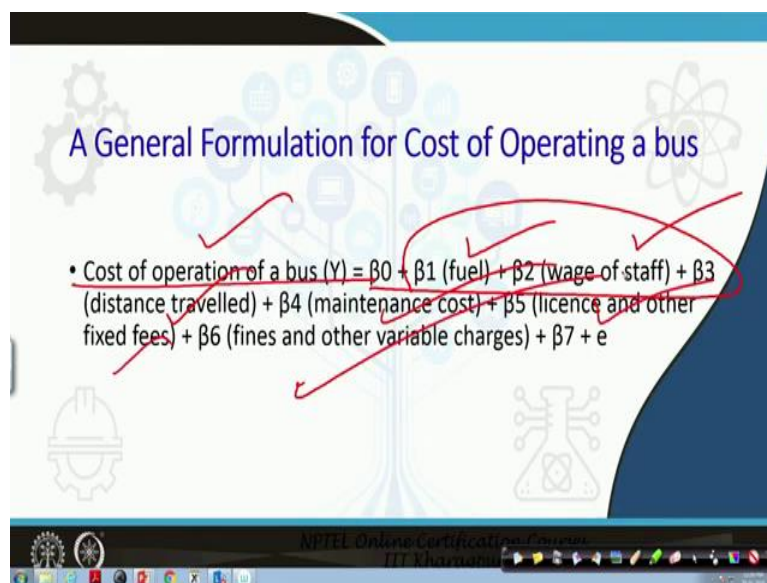 A General Formulation for Cost of Operating a bus
• Cost of operation of a bus (Y) = β0 + β1 (fuel) + β2 (wage of staff) + β3
(distance travelled) + β4 (maintenance cost) + β5 (licence and other
fixed fees) + β6 (fines and other variable charges) + β7 + e
NPTEL Online Certification Courses
IIT Kharagpur